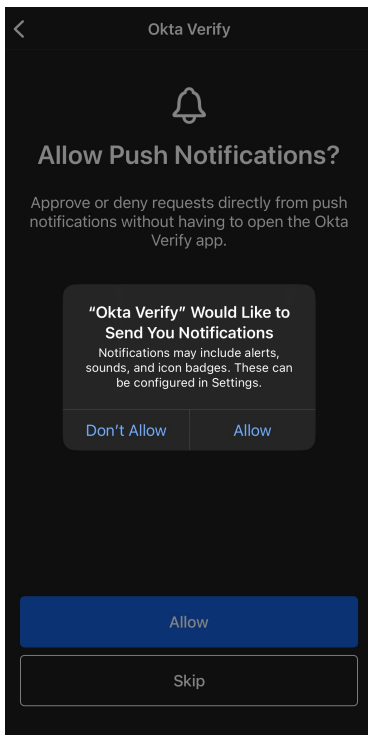 Okta Verify
Allow Push Notifications?
Approve or deny requests directly from push
notifications without having to open the Okta
Verify app.
“Okta Verify” Would Like to
Send You Notifications
Notifications may include alerts,
sounds, and icon badges. These can
be configured in Settings.
Don’t Allow
Allow
Allow
Skip